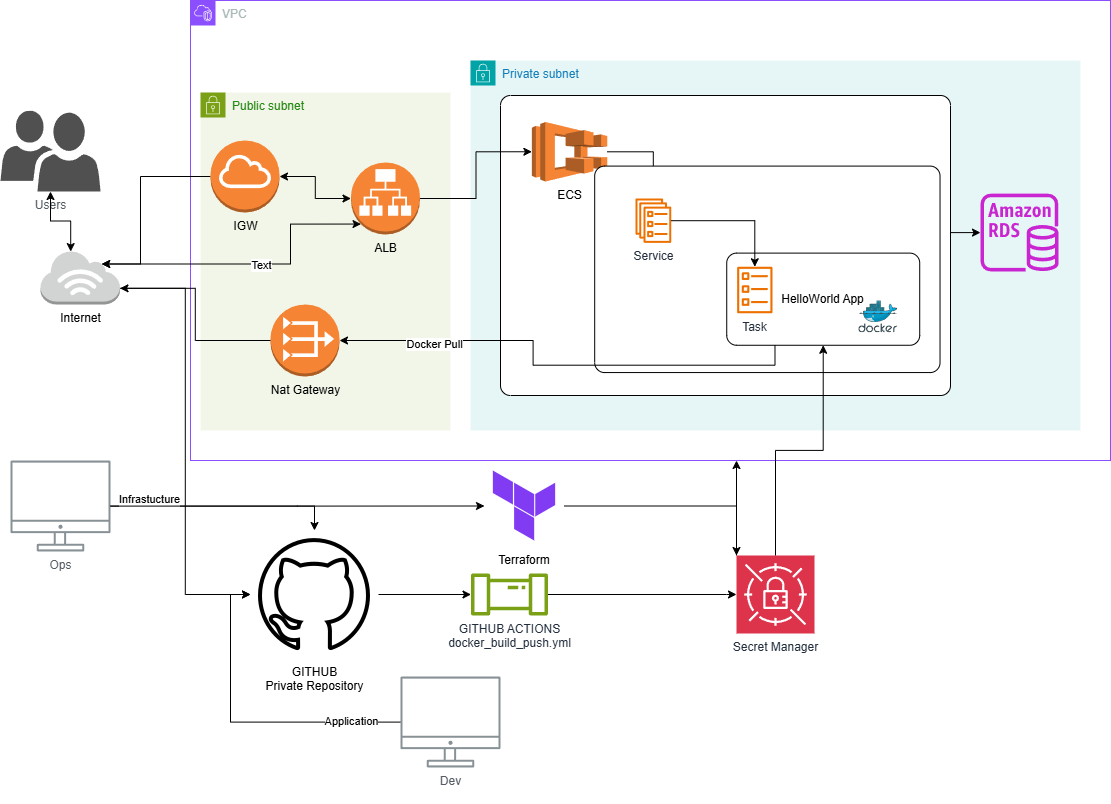 VPC
Private subnet
Public subnet
Users
IGW
ALB
ECS
Amazon
RDS
Service
Text
Internet
HelloWorld App
Task
docker
Docker Pull
Nat Gateway
Infrastucture
Ops
Terraform
GITHUB ACTIONS
docker_build_push.yml
Secret Manager
GITHUB
Private Repository
Application
Dev